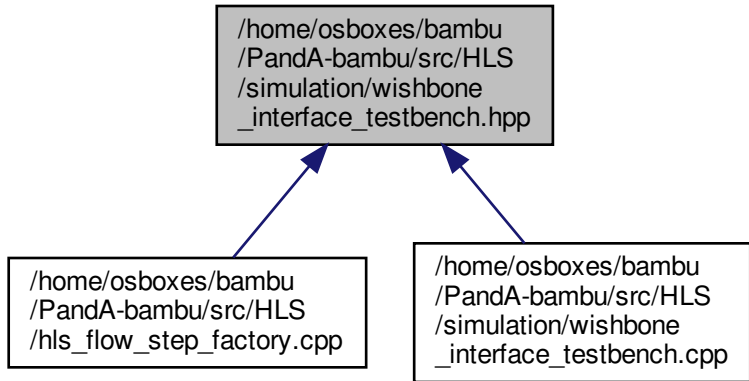 /home/osboxes/bambu
/PandA-bambu/src/HLS
/simulation/wishbone
_interface_testbench.hpp
/home/osboxes/bambu
/PandA-bambu/src/HLS
/hls_flow_step_factory.cpp
/home/osboxes/bambu
/PandA-bambu/src/HLS
/simulation/wishbone
_interface_testbench.cpp